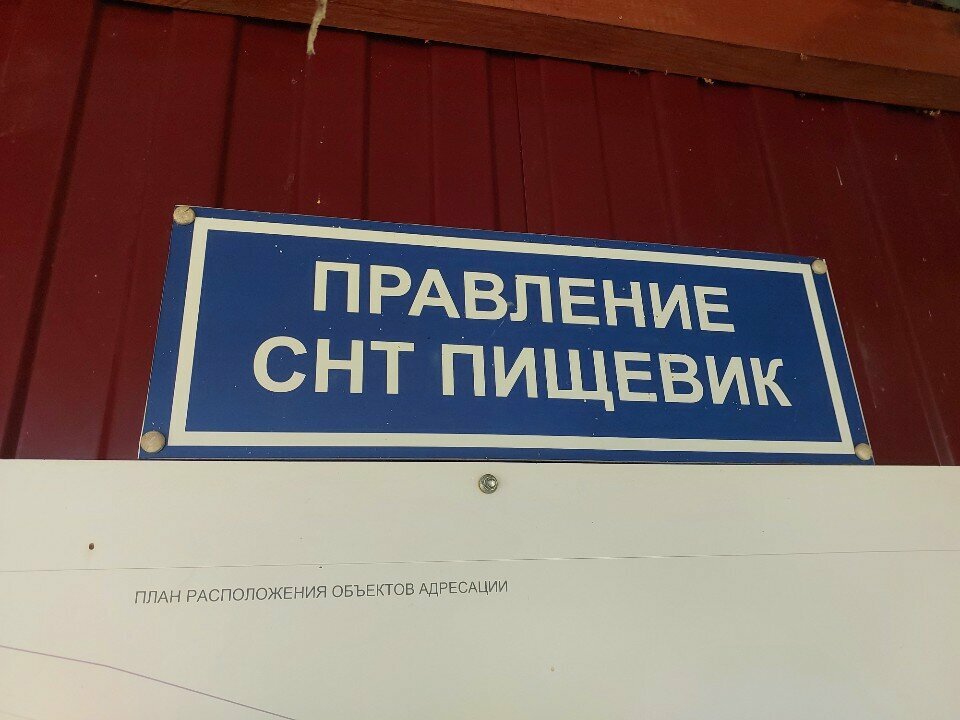 ПРАВЛЕНИЕ
СНТ ПИЩЕВИК
ПЛАН РАСПОЛОЖЕНИЯ ОБЪЕКТОВ АДРЕСАЦИИ